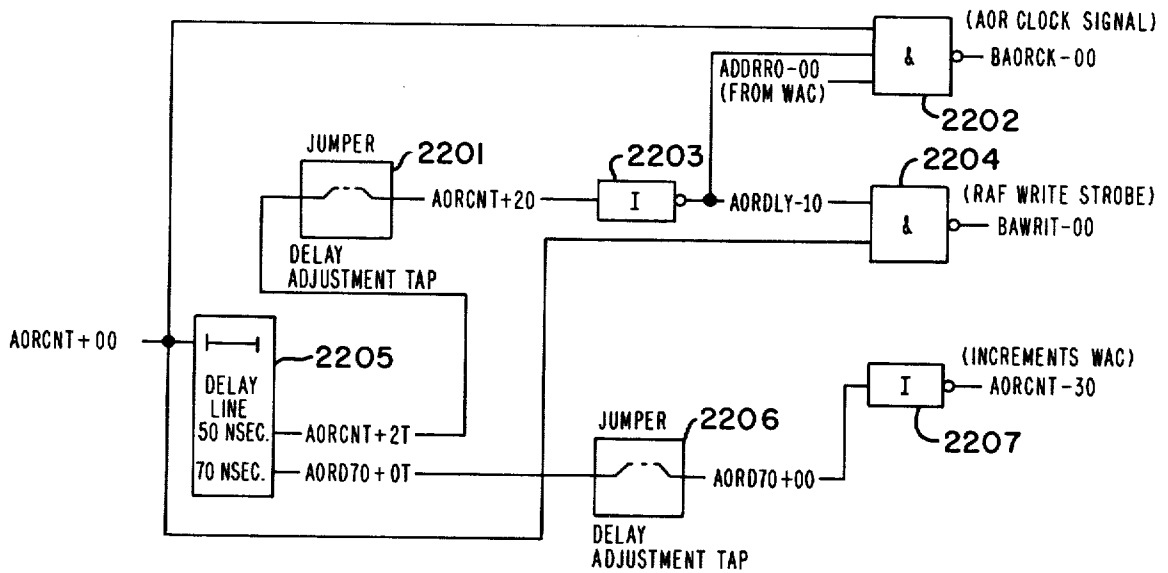 (AOR CLOCK SIGNAL)
&
BAORCK-00
ADDRR0-00
(FROM WAC)
2202
JUMPER
2201
2203
2204
AORCNT+20
I
AORDLY-10
(RAF WRITE STROBE)
&
BAWRIT-00
DELAY
ADJUSTMENT TAP
AORCNT+00
2205
DELAY
LINE
50 NSEC.
AORCNT+2T
70 NSEC.
AORD70+0T
JUMPER
2206
AORD70+00
(INCREMENTS WAC)
I
AORCNT-30
2207
DELAY
ADJUSTMENT TAP